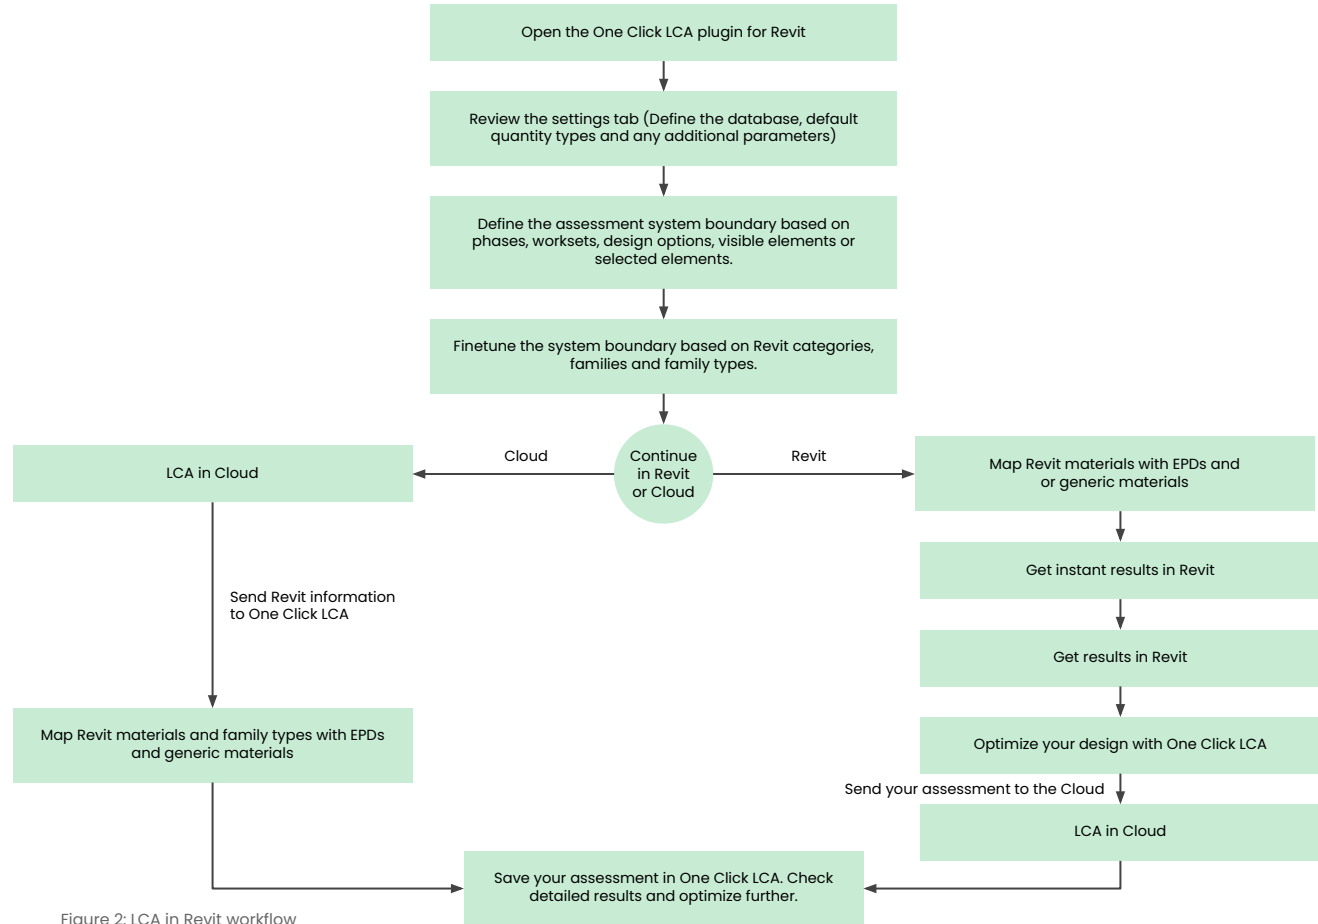 Open the One Click LCA plugin for Revit
Review the settings tab (Define the database, default
quantity types and any additional parameters)
Define the assessment system boundary based on
phases, worksets, design options, visible elements or
selected elements.
Finetune the system boundary based on Revit categories,
families and family types.
Continue
in Revit
or Cloud
Cloud
Revit
LCA in Cloud
Send Revit information
to One Click LCA
Map Revit materials and family types with EPDs
and generic materials
Map Revit materials with EPDs and
or generic materials
Get instant results in Revit
Get results in Revit
Optimize your design with One Click LCA
Send your assessment to the Cloud
LCA in Cloud
Save your assessment in One Click LCA. Check
detailed results and optimize further.
Figure 2: LCA in Revit workflow